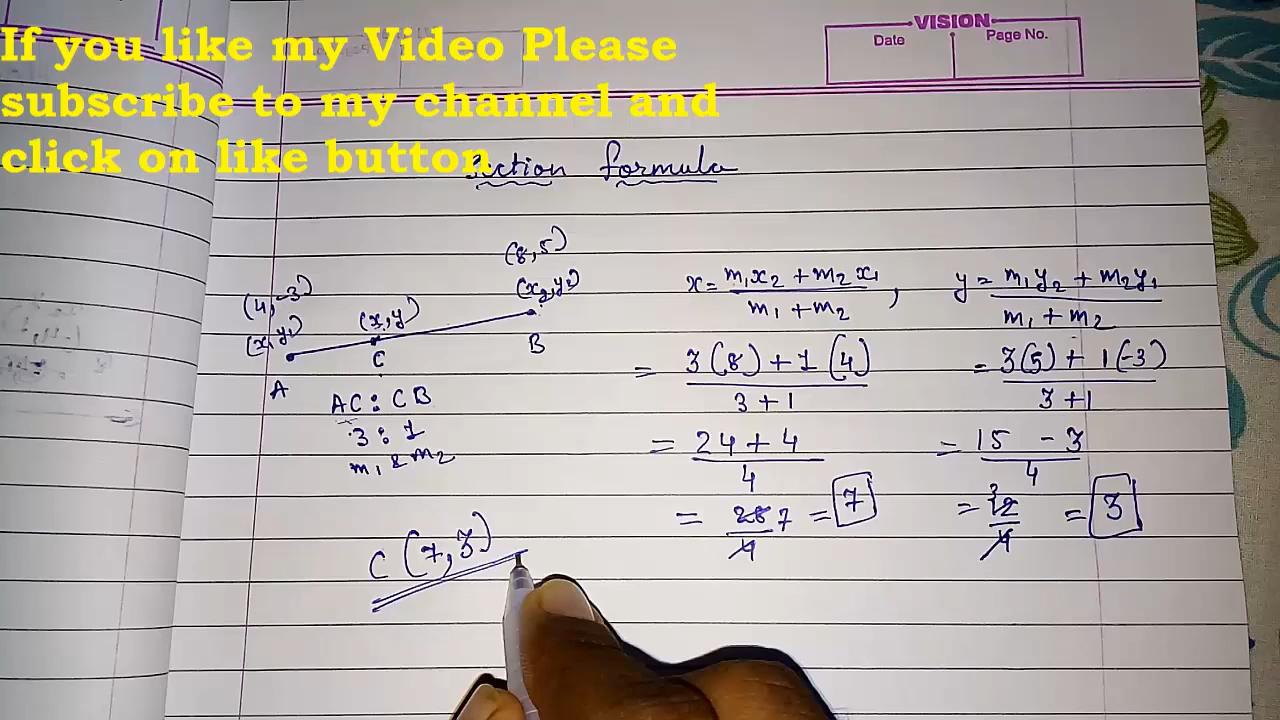 If you like my Video Please
subscribe to my channel and
click on like button
VISION
Date
Page No.
Section formula
(8,5)
(4,-3)
(x₂,y₂)
(x,y)
(x₁,y₁)
A
C
B
AC : CB
3 : 1
m₁ & m₂
x = m₁x₂ + m₂x₁ / m₁ + m₂ ,
= 3(8) + 1(4) / 3 + 1
= 24 + 4 / 4
= 28 / 4 7 = 7
y = m₁y₂ + m₂y₁ / m₁ + m₂
= 3(5) + 1(-3) / 3 + 1
= 15 - 3 / 4
= 3 12 / 4 = 3
C (7,3)